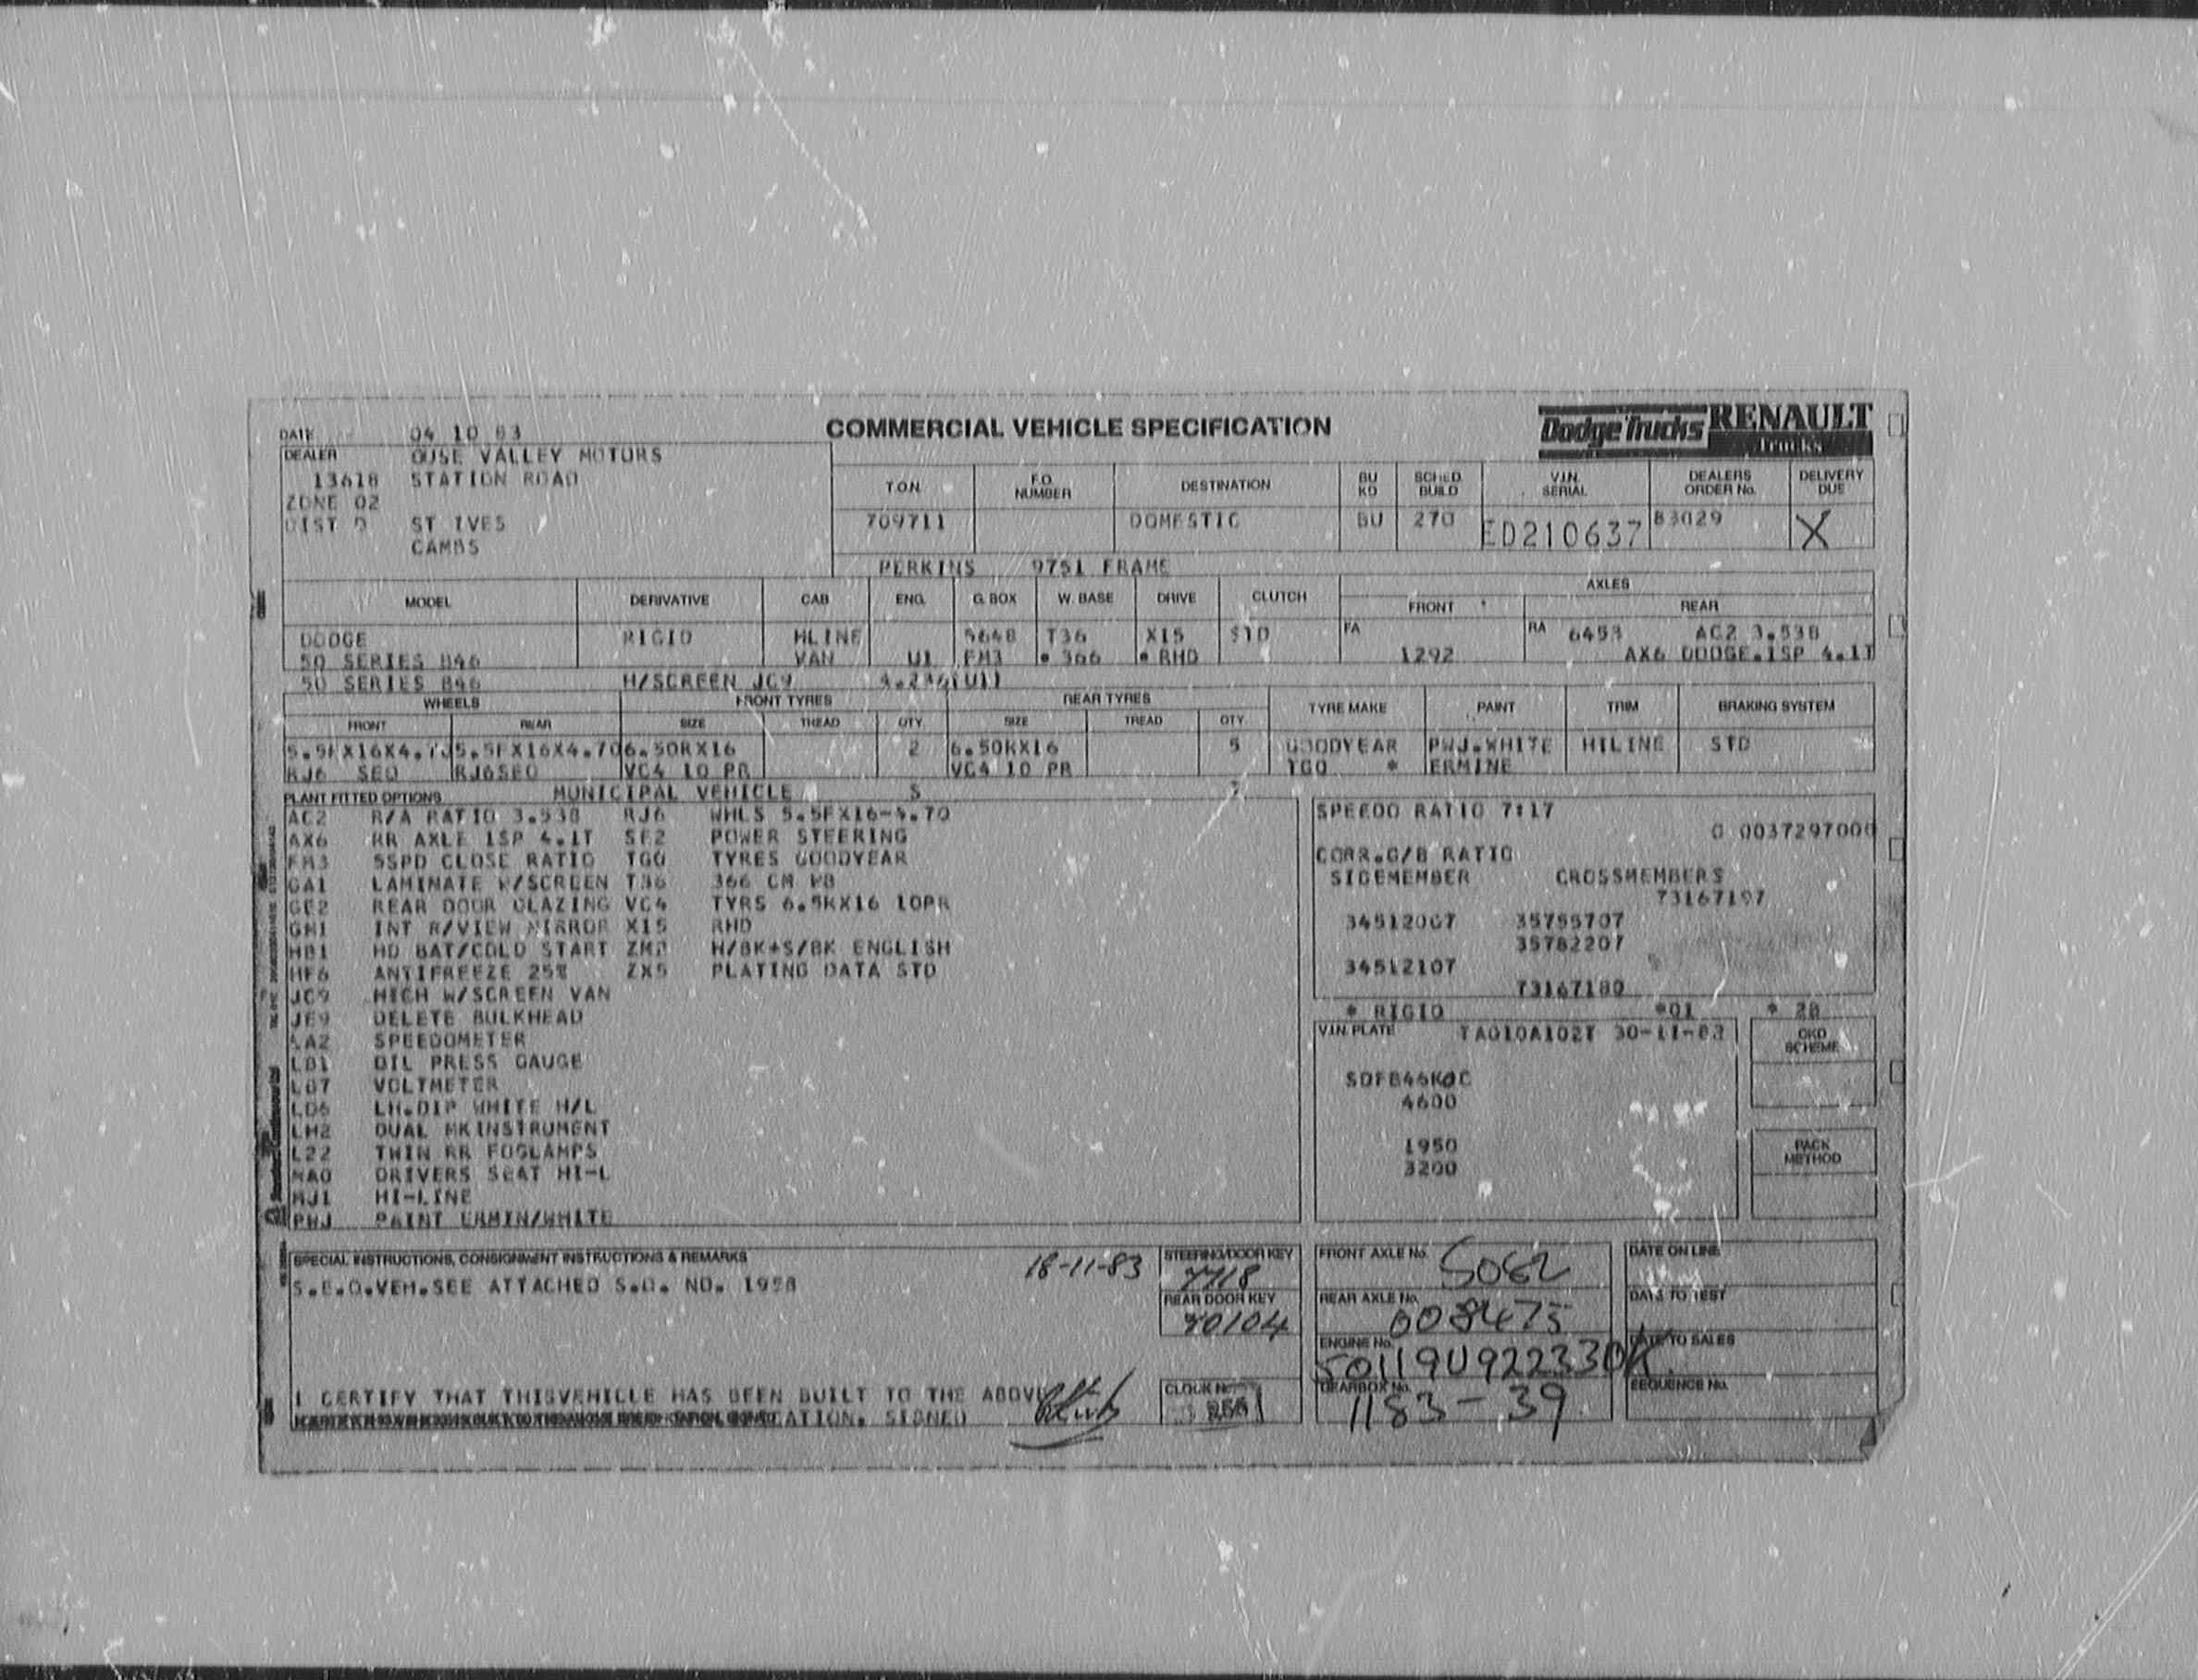 COMMERCIAL VEHICLE SPECIFICATION
Dodge Trucks RENAULT Trucks
DATE 04 10 83
DEALER OUSE VALLEY MOTORS
13618 STATION ROAD
ZONE 02
DIST D ST IVES
CAMBS
T.O.N. F.O. NUMBER DESTINATION BU KD SCHED. BUILD V.I.N. SERIAL DEALERS ORDER No. DELIVERY DUE
709711 DOMESTIC BU 270 ED210637 83029 X
PERKINS 9751 FRAME
MODEL DERIVATIVE CAB ENG. G. BOX W. BASE DRIVE CLUTCH AXLES
FRONT REAR
DODGE RIGID HLINE 5648 T36 X15 STD FA RA 6453 AC2 3.538
50 SERIES B46 VAN U1 FM3 * 366 * RHD 1292 AX6 DODGE.1SP 4.1T
50 SERIES B46 H/SCREEN JC9 4.236(U1)
WHEELS FRONT TYRES REAR TYRES TYRE MAKE PAINT TRIM BRAKING SYSTEM
FRONT REAR SIZE TREAD QTY. SIZE TREAD QTY.
5.5FX16X4.70 5.5FX16X4.70 6.50RX16 2 6.50RX16 5 GOODYEAR PWJ.WHITE HILINE STD
RJ6 SEO RJ6SEO VC4 10 PR VC4 10 PR TGO * ERMINE
PLANT FITTED OPTIONS MUNICIPAL VEHICLE S
AC2 R/A RATIO 3.538 RJ6 WHLS 5.5FX16-4.70
AX6 RR AXLE 1SP 4.1T SF2 POWER STEERING
FM3 5SPD CLOSE RATIO TGO TYRES GOODYEAR
GA1 LAMINATE W/SCREEN T36 366 CM WB
GE2 REAR DOOR GLAZING VC4 TYRS 6.5RX16 10PR
GM1 INT R/VIEW MIRROR X15 RHD
HB1 HD BAT/COLD START H/BK+S/BK ENGLISH
HF6 ANTIFREEZE 25% ZX5 PLATING DATA STD
JC9 HIGH W/SCREEN VAN
JE9 DELETE BULKHEAD
LA2 SPEEDOMETER
LB1 OIL PRESS GAUGE
LB7 VOLTMETER
LD6 LH.DIP WHITE H/L
LH2 DUAL MKINSTRUMENT
L22 TWIN RR FOGLAMPS
MA0 DRIVERS SEAT HI-L
MJ1 HI-LINE
PWJ PAINT ERMIN/WHITE
SPEEDO RATIO 7:17
0 0037297000
CORR.G/B RATIO
SIDEMEMBER CROSSMEMBERS
73167197
34512007 35755707
35782207
34512107
73167180
* RIGID *01 * 28
V.I.N. PLATE TA010A102T 30-11-83
CKD SCHEME
SDFB46K0C
4600
1950
3200
PACK METHOD
SPECIAL INSTRUCTIONS, CONSIGNMENT INSTRUCTIONS & REMARKS
S.E.O.VEH.SEE ATTACHED S.O. NO. 1958
18-11-83
STEERING/DOOR KEY
7718
REAR DOOR KEY
70104
CLOCK No.
FRONT AXLE No. 5062
REAR AXLE No. 008475
ENGINE No.
50119U922330K
GEARBOX No.
1183-39
DATE ON LINE
DATE TO TEST
DATE TO SALES
SEQUENCE No.
I CERTIFY THAT THISVEHILLE HAS BEEN BUILT TO THE ABOVE
CATION. SIGNED